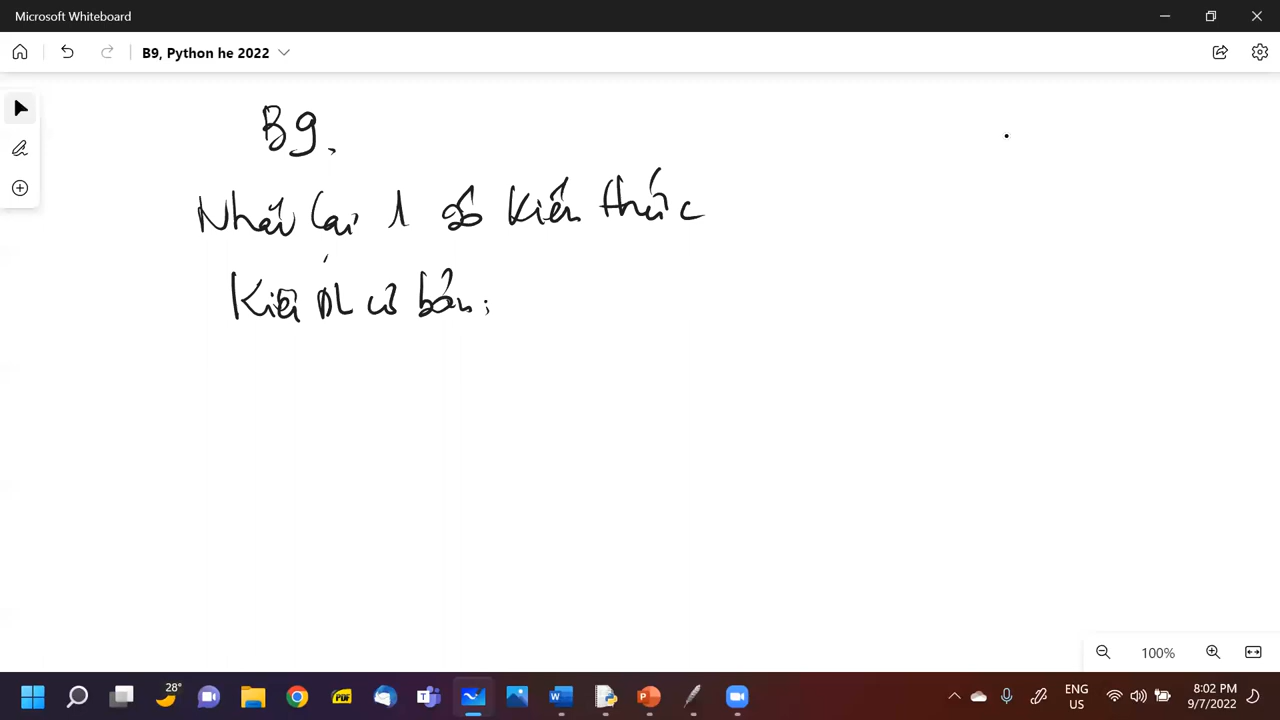 Microsoft Whiteboard
B9, Python he 2022
B9.
Nhắc lại 1 số kiến thức
Kiểu DL cơ bản:
100%
28°
PDF
ENG
US
8:02 PM
9/7/2022